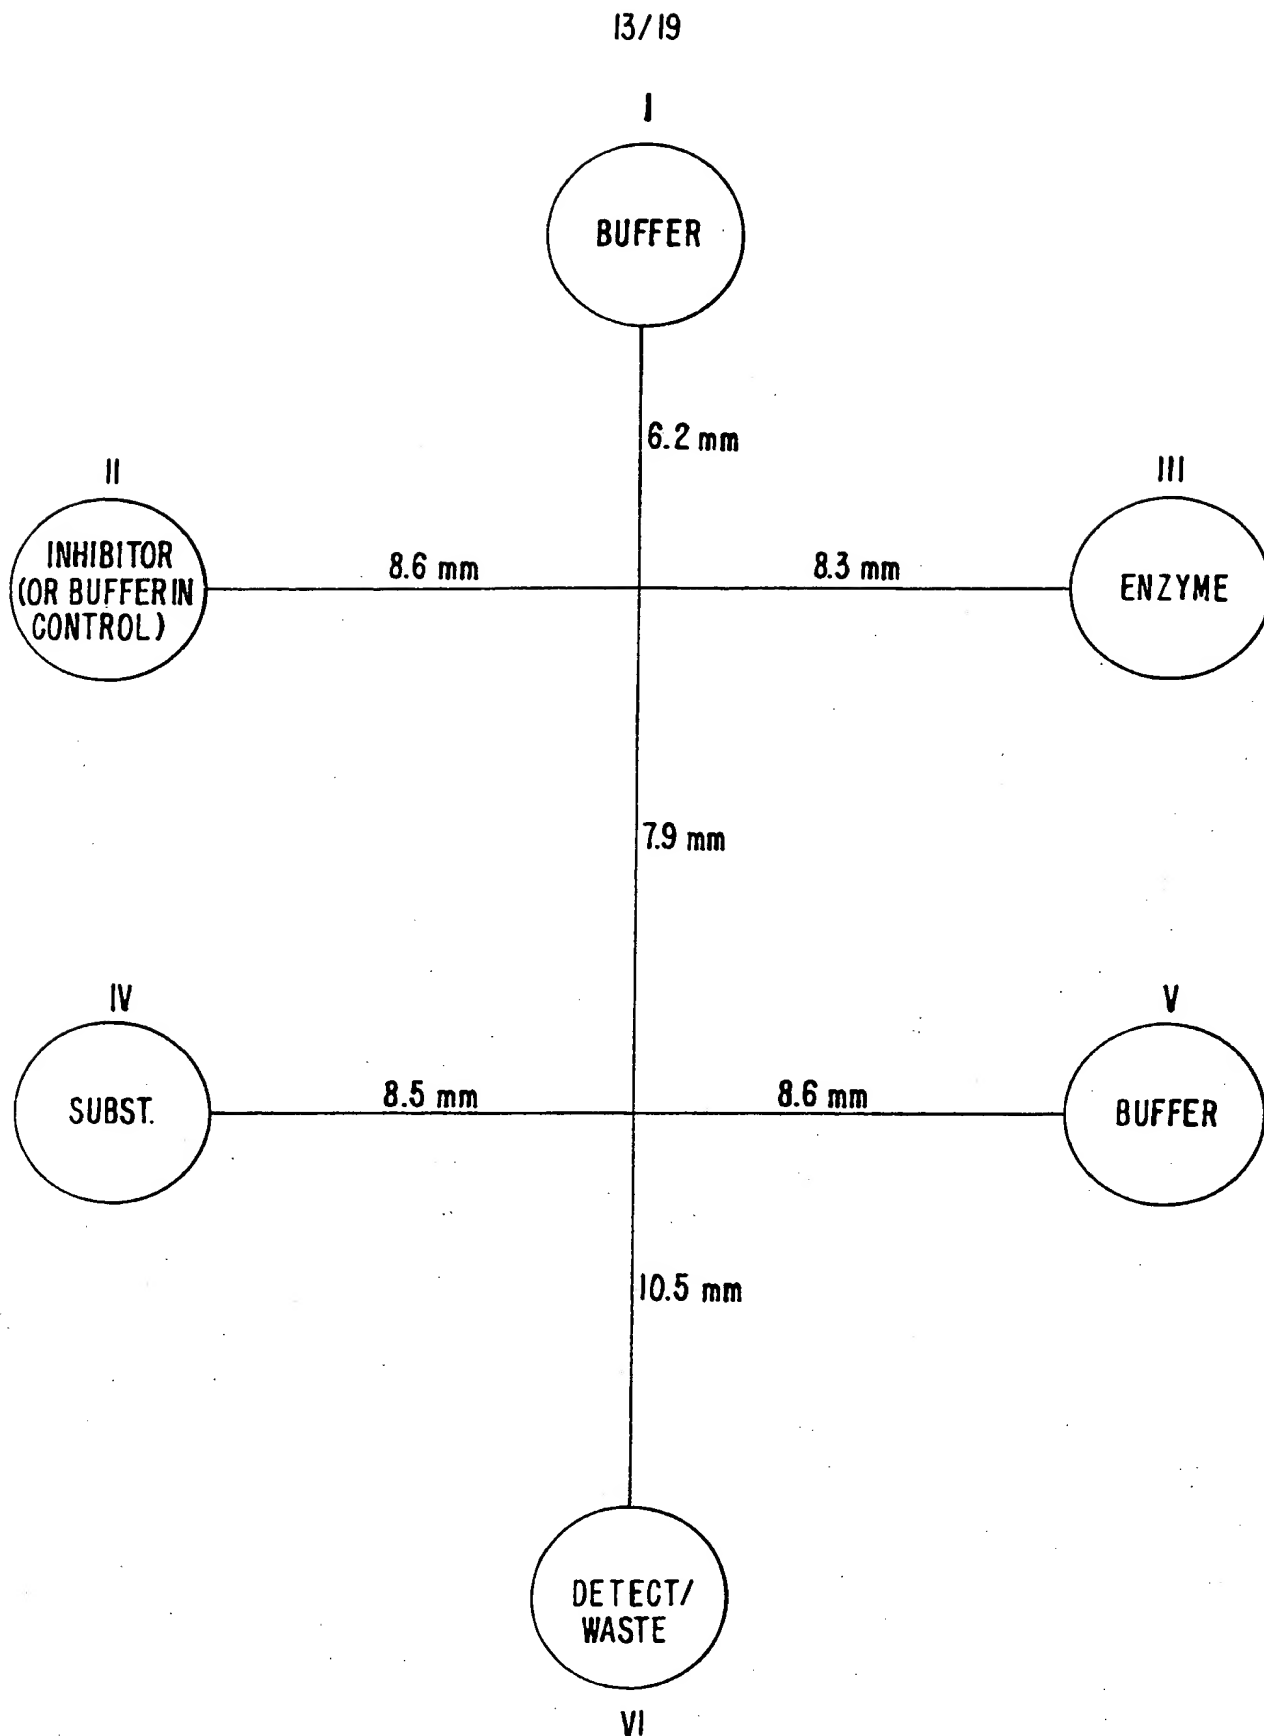 13/19
I
BUFFER
6.2 mm
II
III
INHIBITOR
(OR BUFFER IN
CONTROL)
8.6 mm
8.3 mm
ENZYME
7.9 mm
IV
V
SUBST.
8.5 mm
8.6 mm
BUFFER
10.5 mm
DETECT/
WASTE
VI